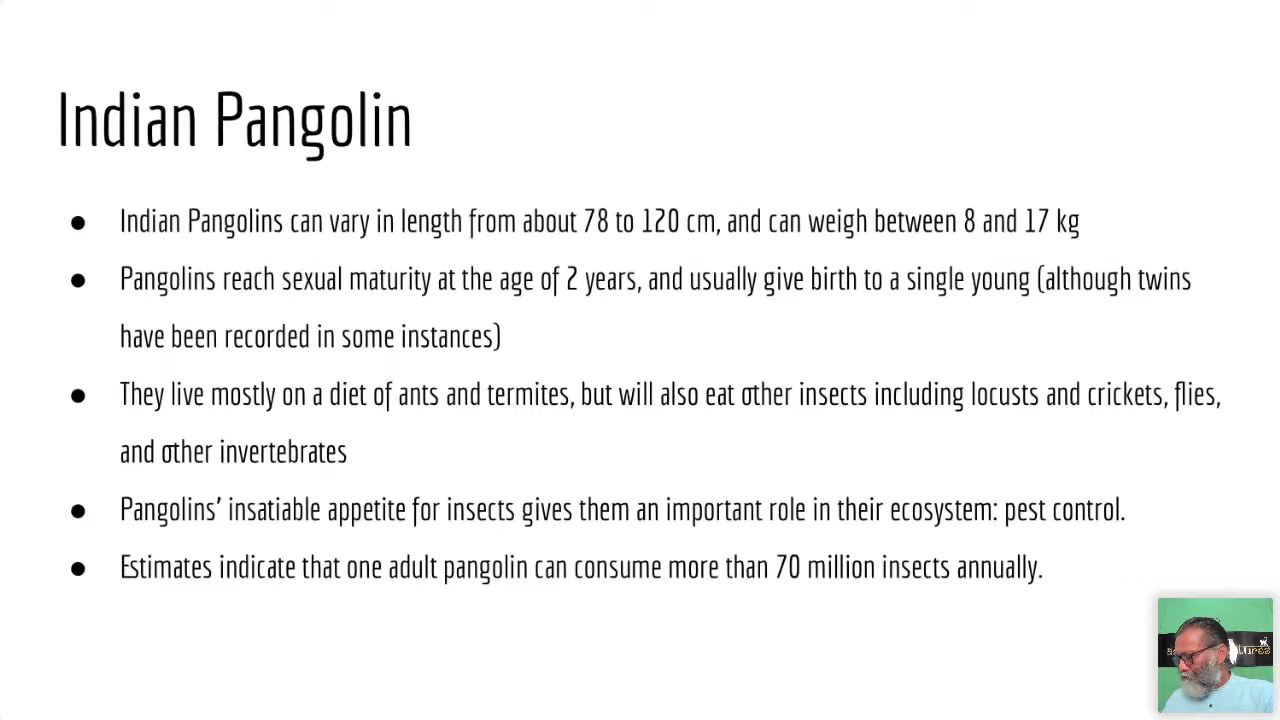 Indian Pangolin
● Indian Pangolins can vary in length from about 78 to 120 cm, and can weigh between 8 and 17 kg
● Pangolins reach sexual maturity at the age of 2 years, and usually give birth to a single young (although twins
have been recorded in some instances)
● They live mostly on a diet of ants and termites, but will also eat other insects including locusts and crickets, flies,
and other invertebrates
● Pangolins’ insatiable appetite for insects gives them an important role in their ecosystem: pest control.
● Estimates indicate that one adult pangolin can consume more than 70 million insects annually.